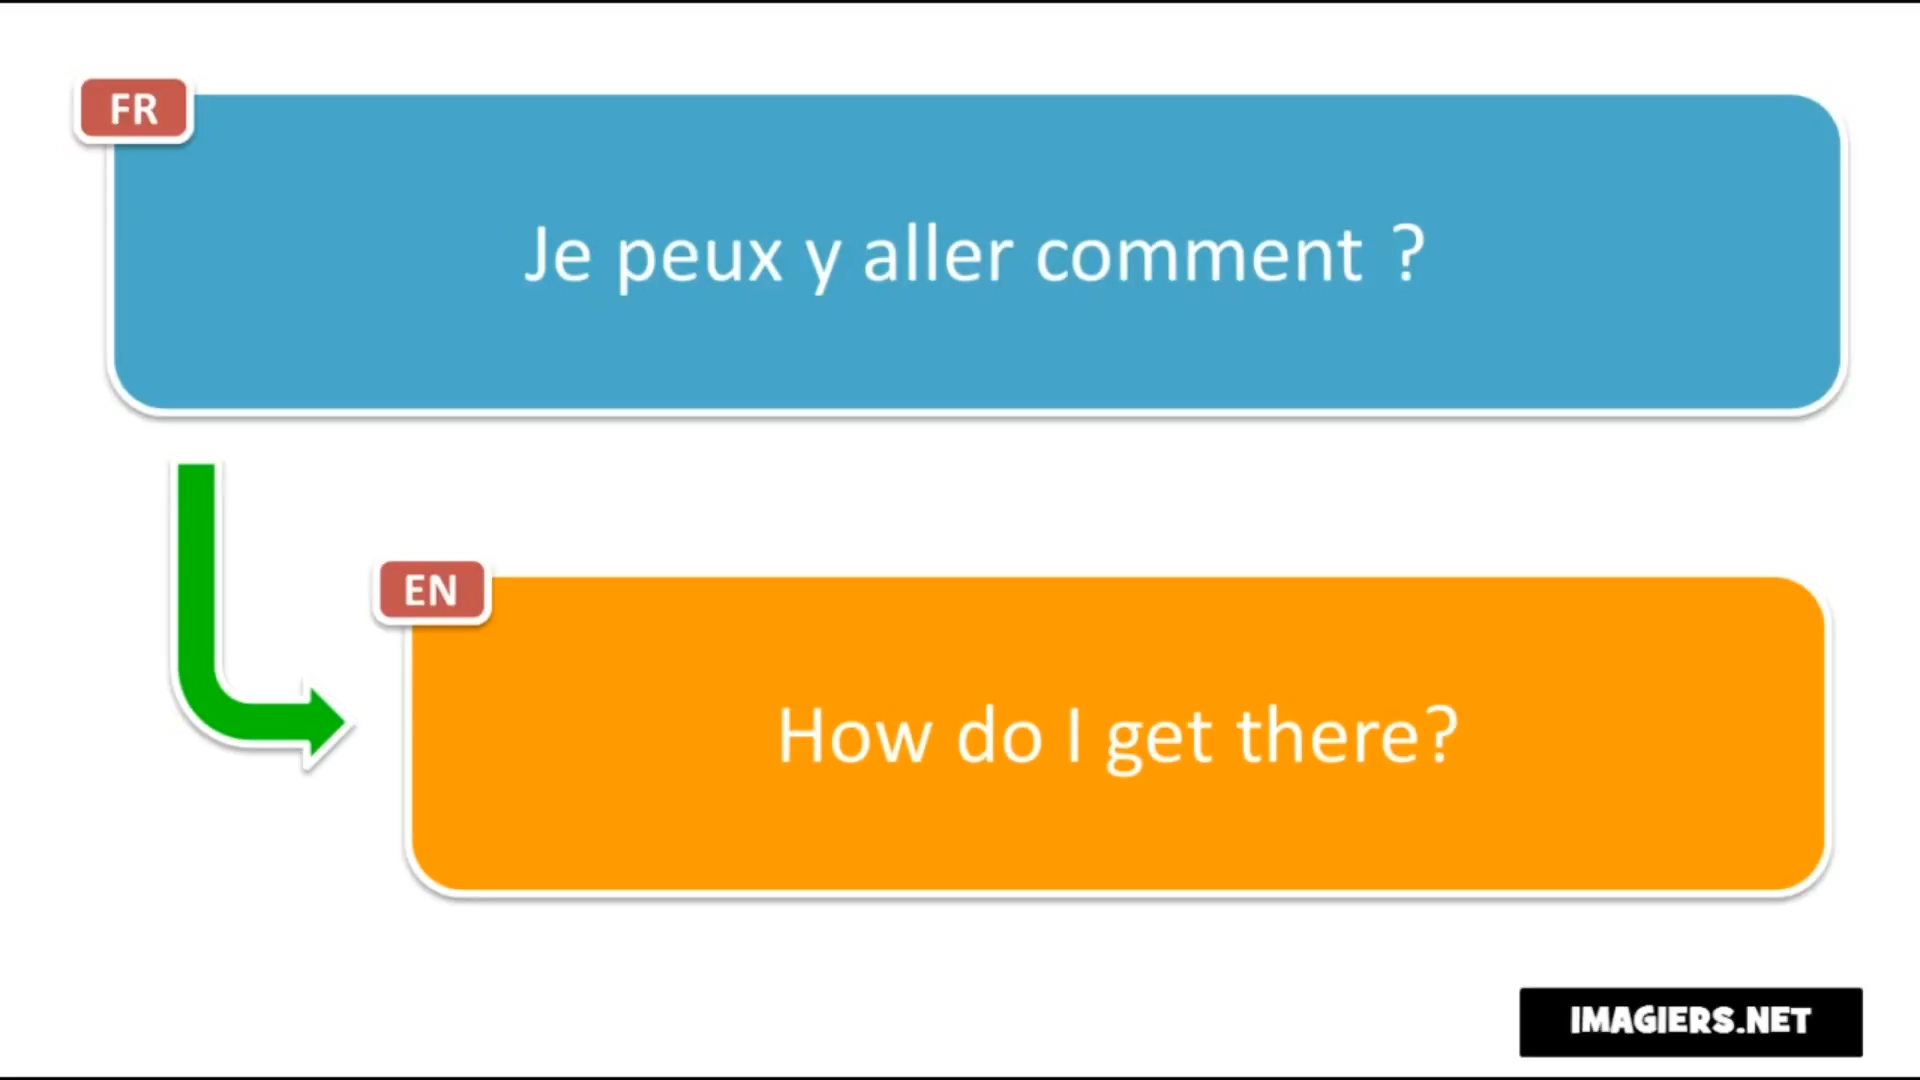 FR
Je peux y aller comment ?
EN
How do I get there?
IMAGIERS.NET